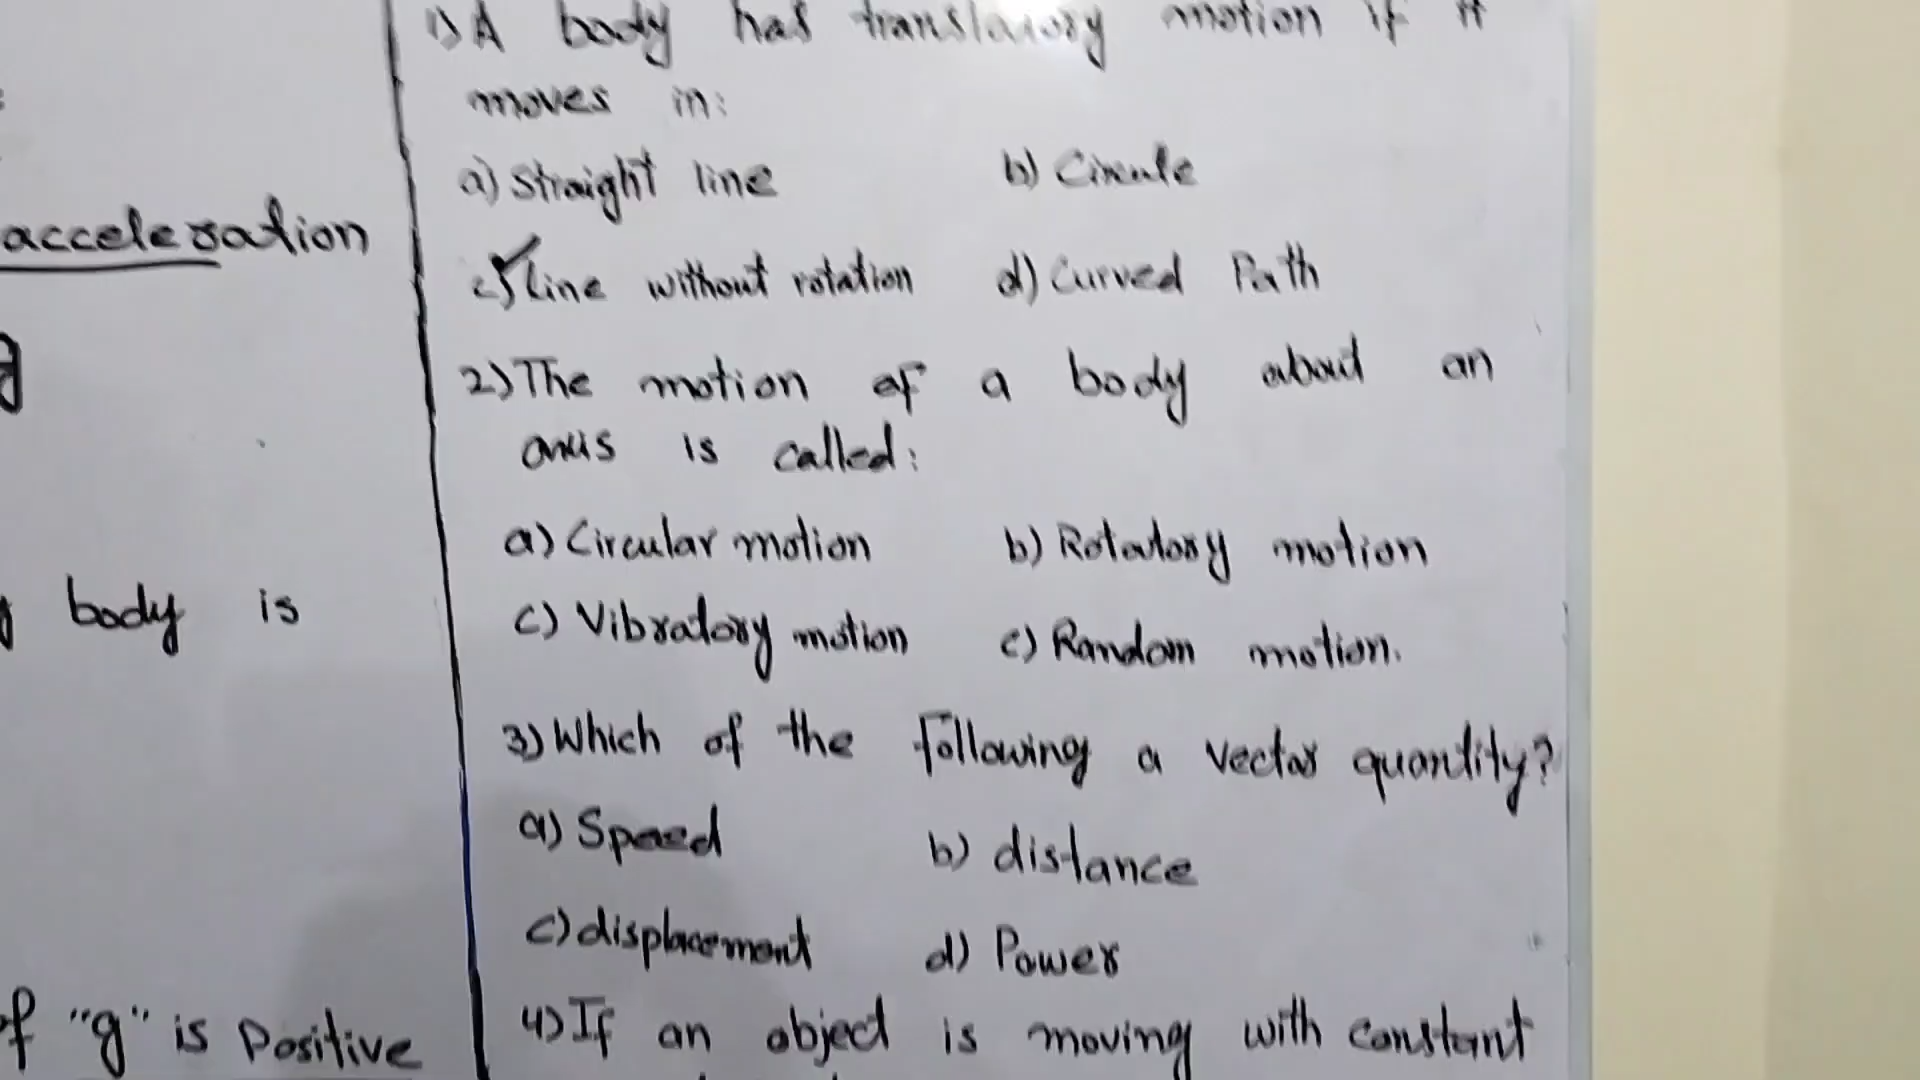 acceleration
body is
of "g" is positive
1) A body has translatory motion if it
moves in:
a) Straight line b) Circule
c) line without rotation d) Curved Path
2) The motion of a body about an
axis is called:
a) Circular motion b) Rotatory motion
c) Vibratory motion c) Random motion.
3) Which of the following a vector quantity?
a) Speed b) distance
c) displacement d) Power
4) If an object is moving with constant